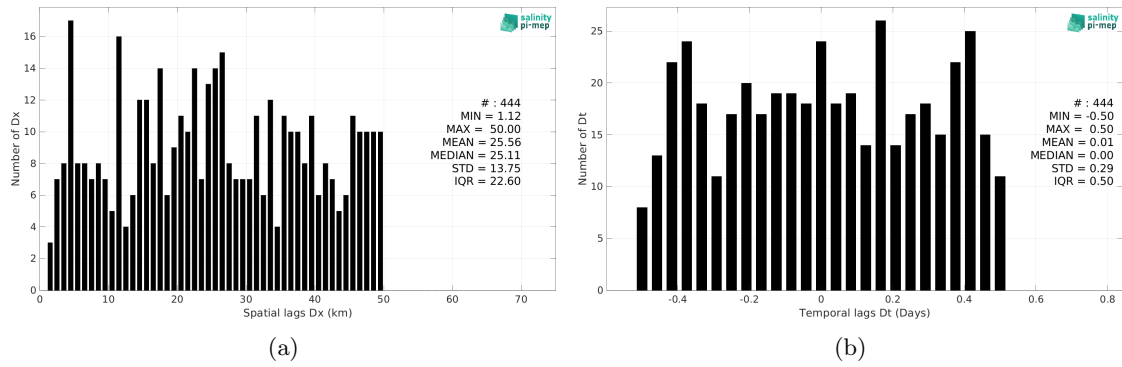 salinity
pi-mep
16
14
12
10
8
6
4
2
0
Number of Dx
# : 444
MIN = 1.12
MAX = 50.00
MEAN = 25.56
MEDIAN = 25.11
STD = 13.75
IQR = 22.60
0 10 20 30 40 50 60 70
Spatial lags Dx (km)
(a)
salinity
pi-mep
25
20
15
10
5
0
Number of Dt
# : 444
MIN = -0.50
MAX = 0.50
MEAN = 0.01
MEDIAN = 0.00
STD = 0.29
IQR = 0.50
-0.4 -0.2 0 0.2 0.4 0.6 0.8
Temporal lags Dt (Days)
(b)